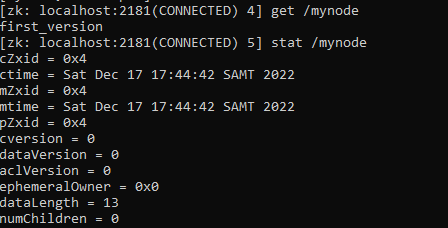 [zk: localhost:2181(CONNECTED) 4] get /mynode
first_version
[zk: localhost:2181(CONNECTED) 5] stat /mynode
cZxid = 0x4
ctime = Sat Dec 17 17:44:42 SAMT 2022
mZxid = 0x4
mtime = Sat Dec 17 17:44:42 SAMT 2022
pZxid = 0x4
cversion = 0
dataVersion = 0
aclVersion = 0
ephemeralOwner = 0x0
dataLength = 13
numChildren = 0